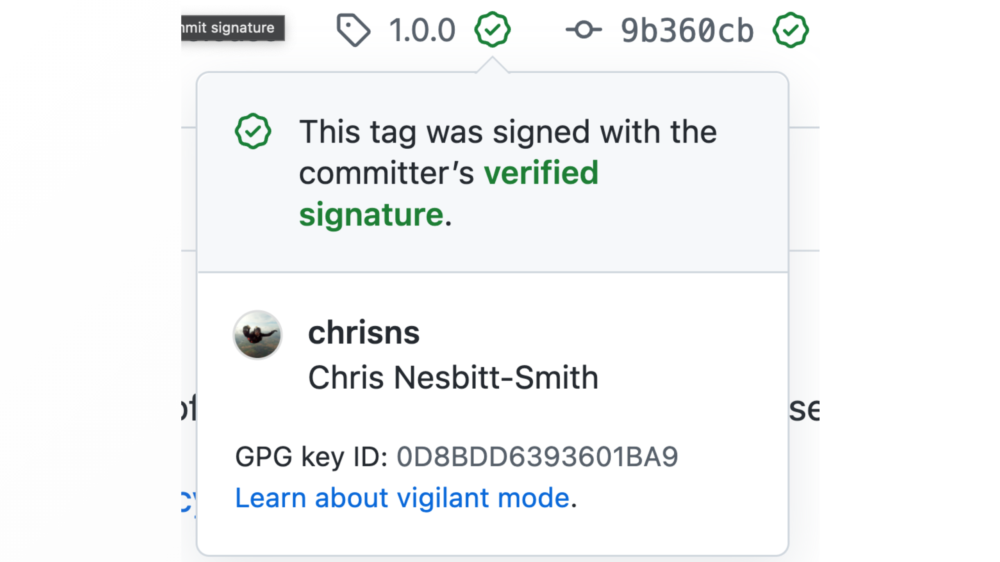 signature
1.0.0 9b360cb
This tag was signed with the
committer’s verified
signature.
chrisns
Chris Nesbitt-Smith
GPG key ID: 0D8BDD6393601BA9
Learn about vigilant mode.